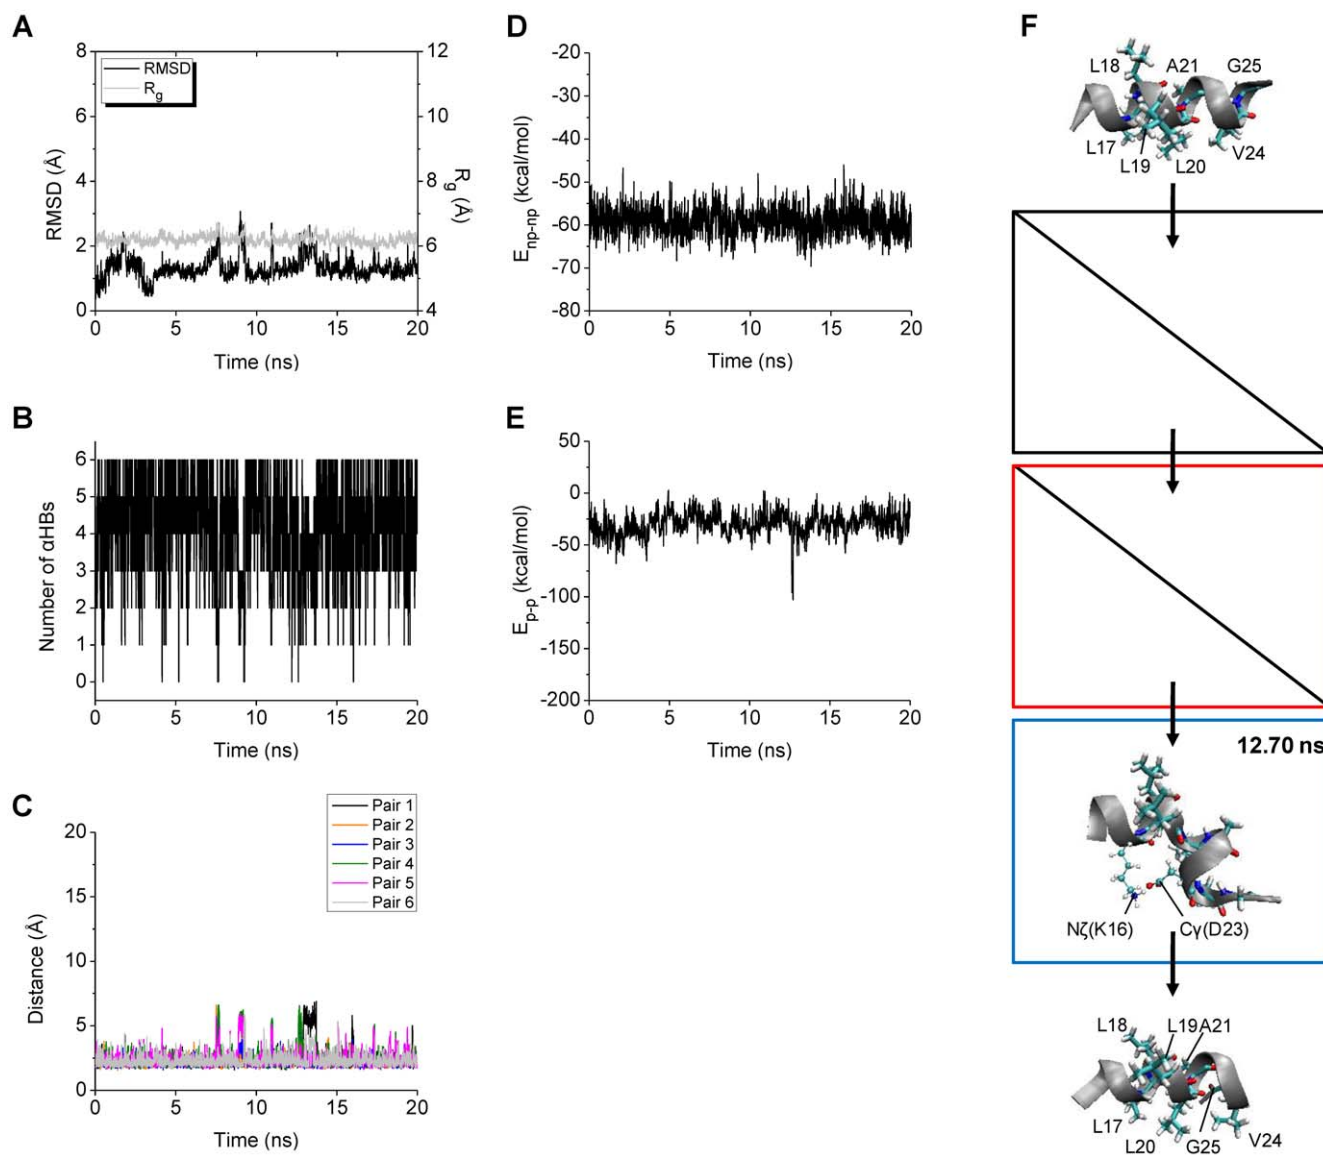 A
8
6
4
2
0
RMSD
Rg
RMSD (Å)
12
10
8
6
4
Rg (Å)
0 5 10 15 20
Time (ns)
B
6
5
4
3
2
1
0
Number of αHBs
0 5 10 15 20
Time (ns)
C
Pair 1
Pair 2
Pair 3
Pair 4
Pair 5
Pair 6
20
15
10
5
0
Distance (Å)
0 5 10 15 20
Time (ns)
D
-20
-30
-40
-50
-60
-70
-80
Enp-np (kcal/mol)
0 5 10 15 20
Time (ns)
E
50
0
-50
-100
-150
-200
Ep-p (kcal/mol)
0 5 10 15 20
Time (ns)
F
L18 A21 G25
L17 L19 L20 V24
12.70 ns
Nζ(K16) Cγ(D23)
L18 L19 A21
L17 L20 G25 V24